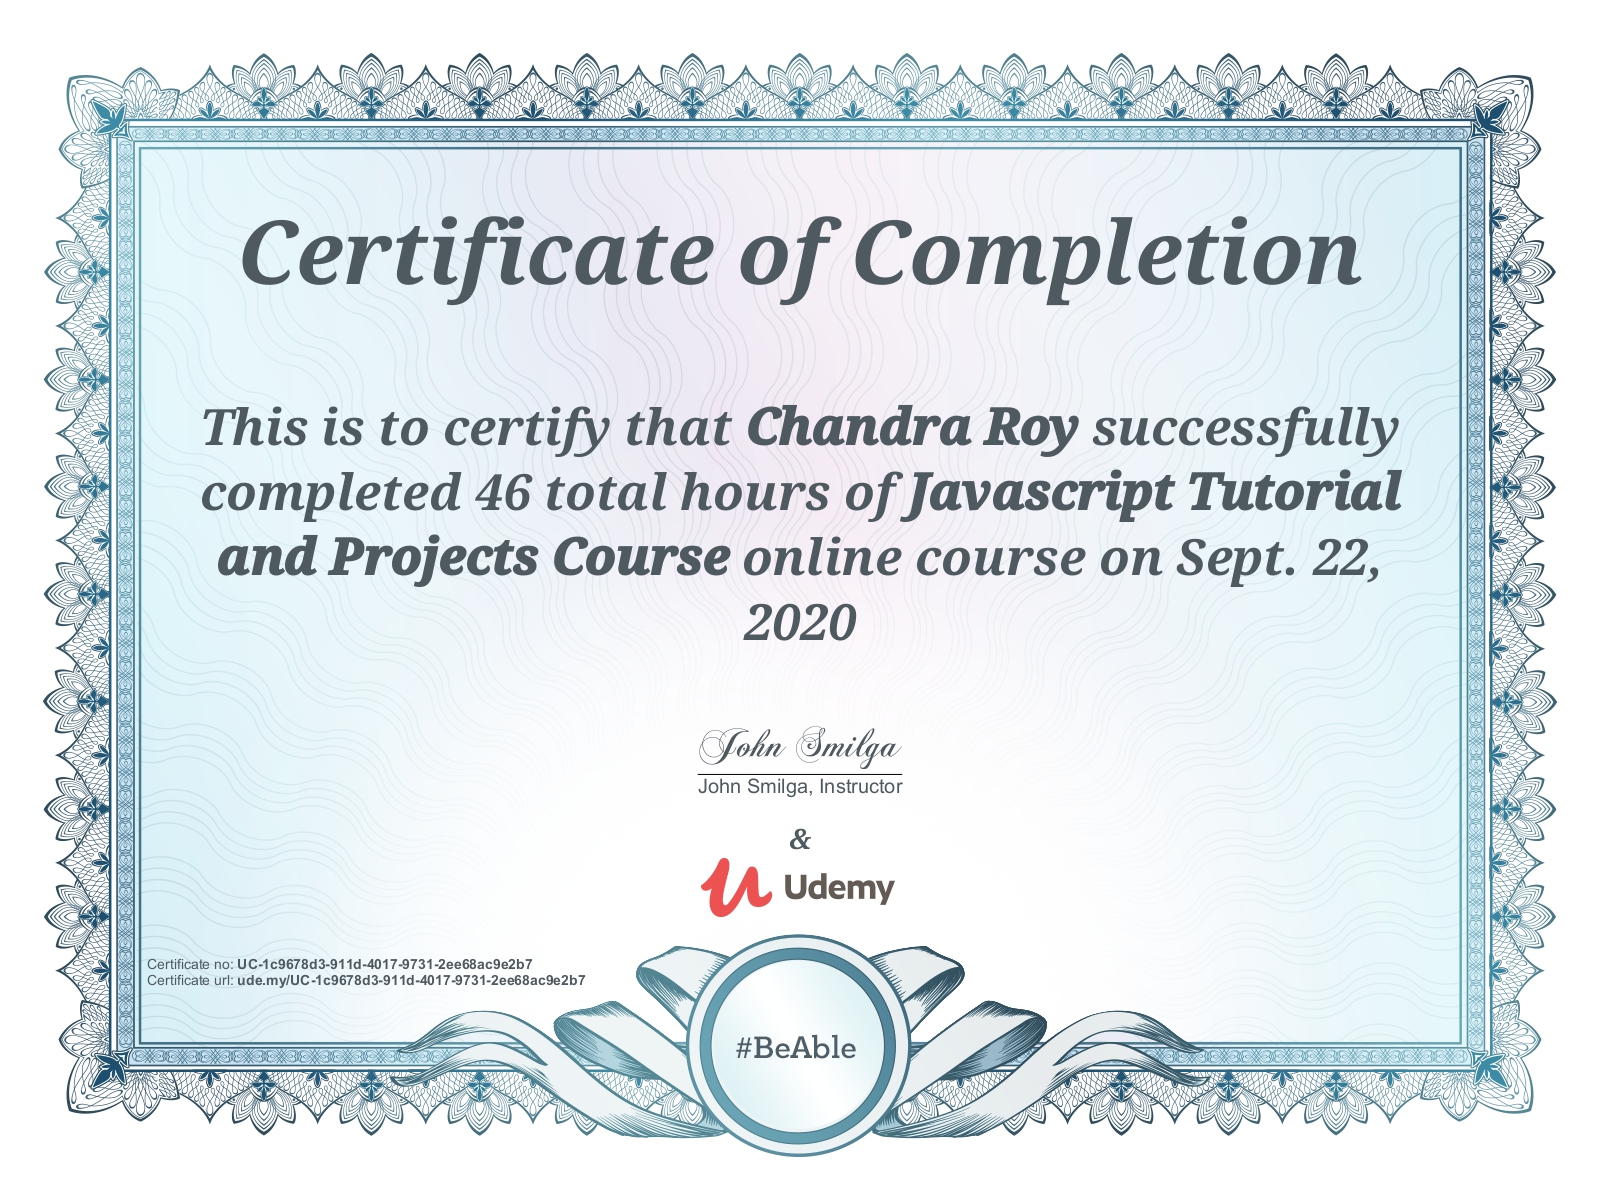 Certificate of Completion
This is to certify that Chandra Roy successfully
completed 46 total hours of Javascript Tutorial
and Projects Course online course on Sept. 22,
2020
John Smilga
John Smilga, Instructor
&
Udemy
Certificate no: UC-1c9678d3-911d-4017-9731-2ee68ac9e2b7
Certificate url: ude.my/UC-1c9678d3-911d-4017-9731-2ee68ac9e2b7
#BeAble